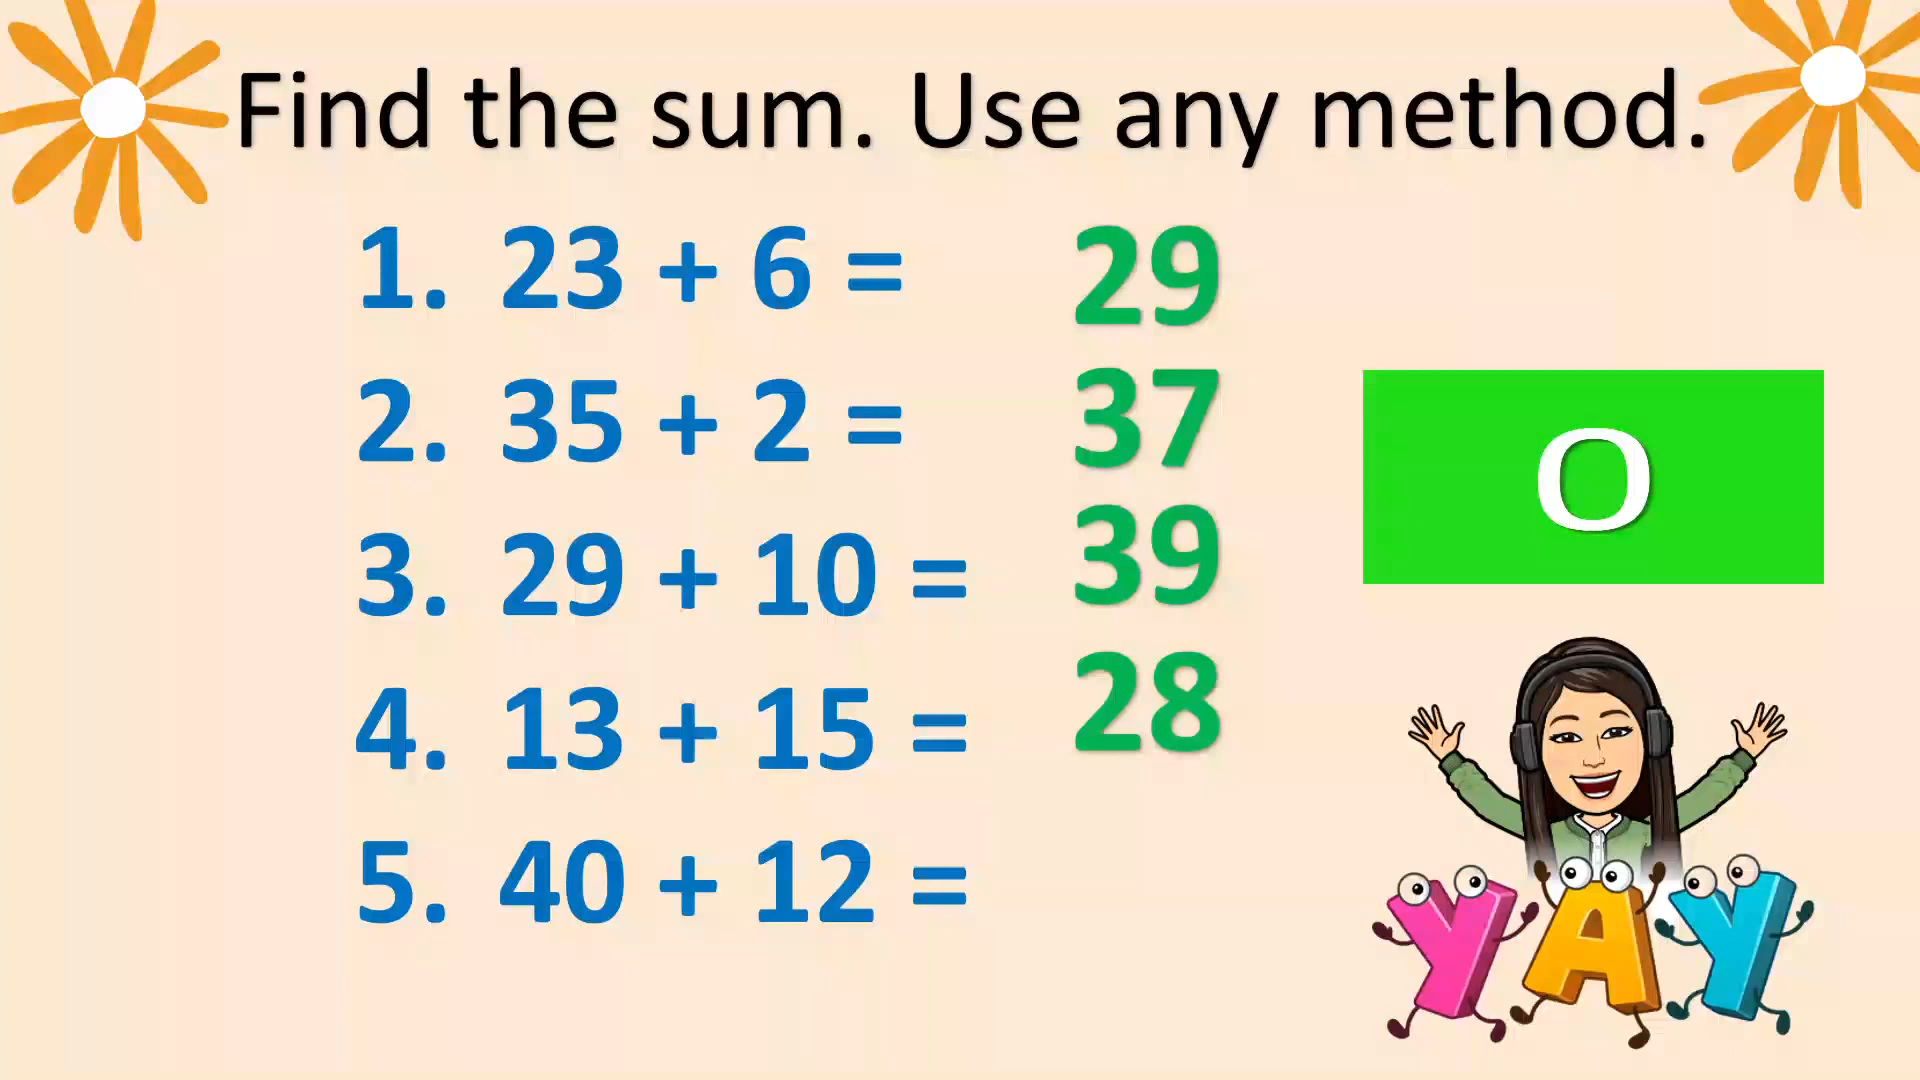 Find the sum. Use any method.
1. 23 + 6 = 29
2. 35 + 2 = 37
3. 29 + 10 = 39
4. 13 + 15 = 28
5. 40 + 12 =
O
YAY